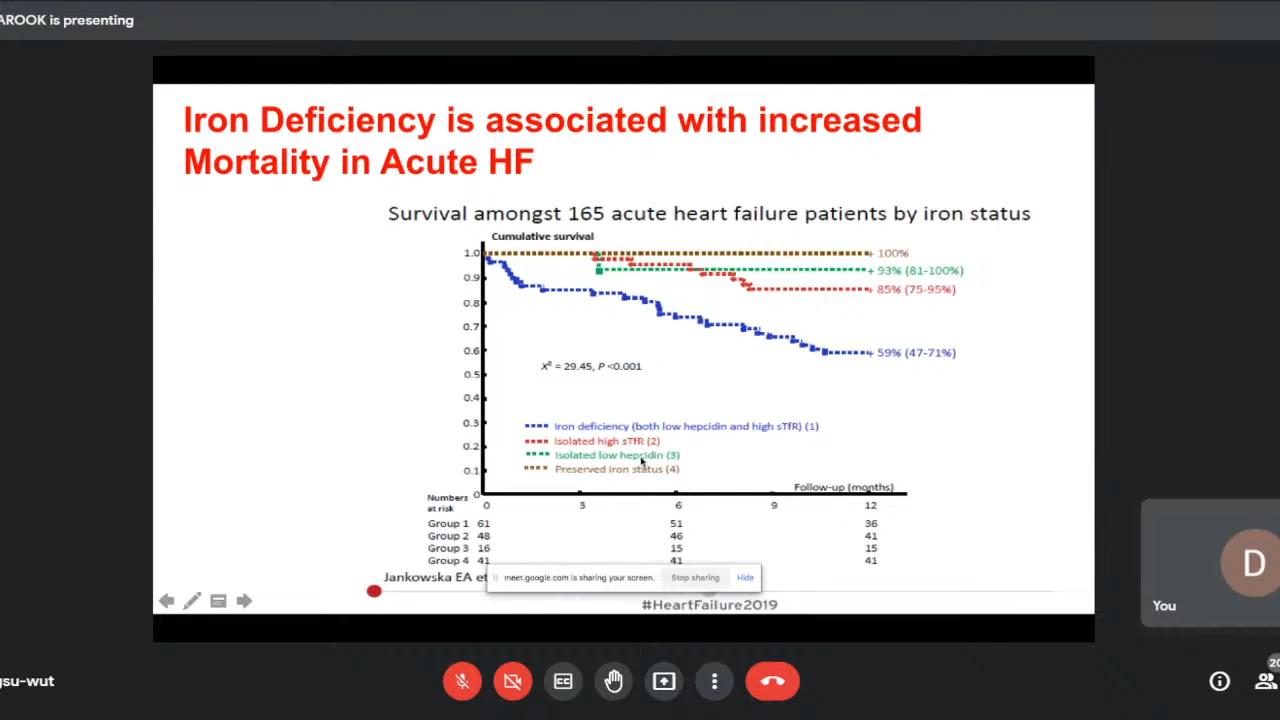 AROOK is presenting
Iron Deficiency is associated with increased
Mortality in Acute HF
Survival amongst 165 acute heart failure patients by iron status
Cumulative survival
1.0
0.9
0.8
0.7
0.6
0.5
0.4
0.3
0.2
0.1
0
+ 100%
+ 93% (81-100%)
+ 85% (75-95%)
+ 59% (47-71%)
X² = 29.45, P <0.001
Iron deficiency (both low hepcidin and high sTfR) (1)
Isolated high sTfR (2)
Isolated low hepcidin (3)
Preserved iron status (4)
Follow-up (months)
0 3 6 9 12
Numbers
at risk
Group 1 61 51 36
Group 2 48 46 41
Group 3 16 15 15
Group 4 41 41 41
Jankowska EA et
meet.google.com is sharing your screen. Stop sharing Hide
#HeartFailure2019
D
You
gsu-wut
20